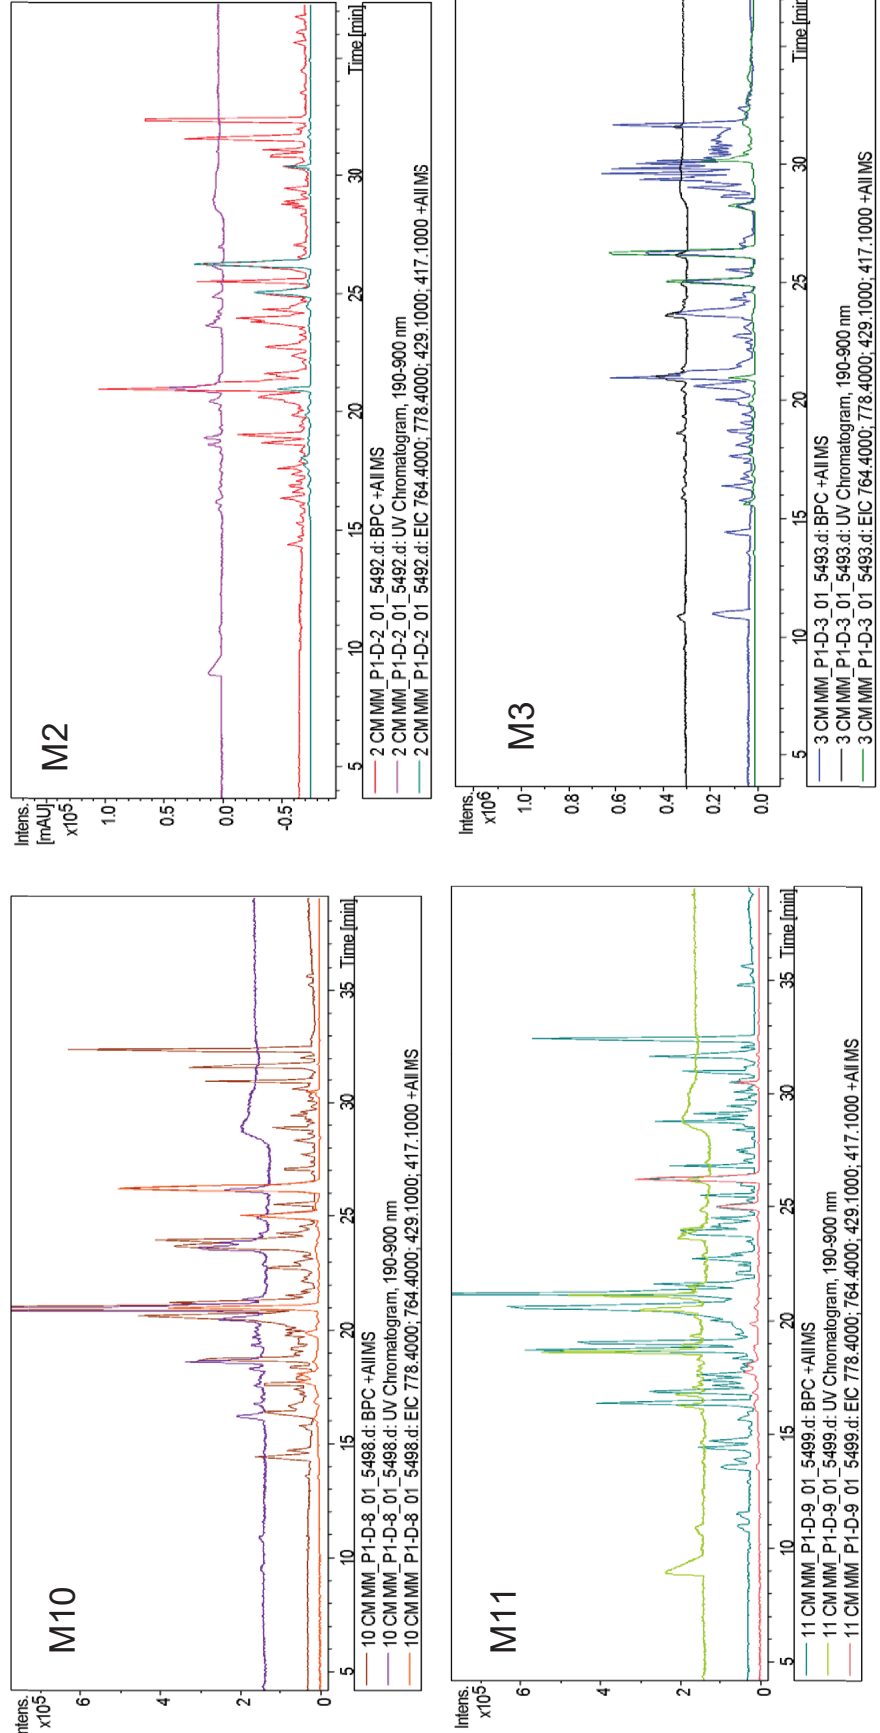 M10
ntens.
x10⁵
6
4
2
0
5
10
15
20
25
30
35
Time [min]
10 CM MM_P1-D-8_01_5498.d: BPC +All MS
10 CM MM_P1-D-8_01_5498.d: UV Chromatogram, 190-900 nm
10 CM MM_P1-D-8_01_5498.d: EIC 778.4000; 764.4000; 429.1000; 417.1000 +All MS
M2
Intens.
[mAU]
x10⁵
1.0
0.5
0.0
-0.5
5
10
15
20
25
30
Time [min]
2 CM MM_P1-D-2_01_5492.d: BPC +All MS
2 CM MM_P1-D-2_01_5492.d: UV Chromatogram, 190-900 nm
2 CM MM_P1-D-2_01_5492.d: EIC 764.4000; 778.4000; 429.1000; 417.1000 +All MS
M11
Intens.
x10⁵
6
4
2
0
5
10
15
20
25
30
35
Time [min]
11 CM MM_P1-D-9_01_5499.d: BPC +All MS
11 CM MM_P1-D-9_01_5499.d: UV Chromatogram, 190-900 nm
11 CM MM_P1-D-9_01_5499.d: EIC 778.4000; 764.4000; 429.1000; 417.1000 +All MS
M3
Intens.
x10⁶
1.0
0.8
0.6
0.4
0.2
0.0
5
10
15
20
25
30
Time [min]
3 CM MM_P1-D-3_01_5493.d: BPC +All MS
3 CM MM_P1-D-3_01_5493.d: UV Chromatogram, 190-900 nm
3 CM MM_P1-D-3_01_5493.d: EIC 764.4000; 778.4000; 429.1000; 417.1000 +All MS